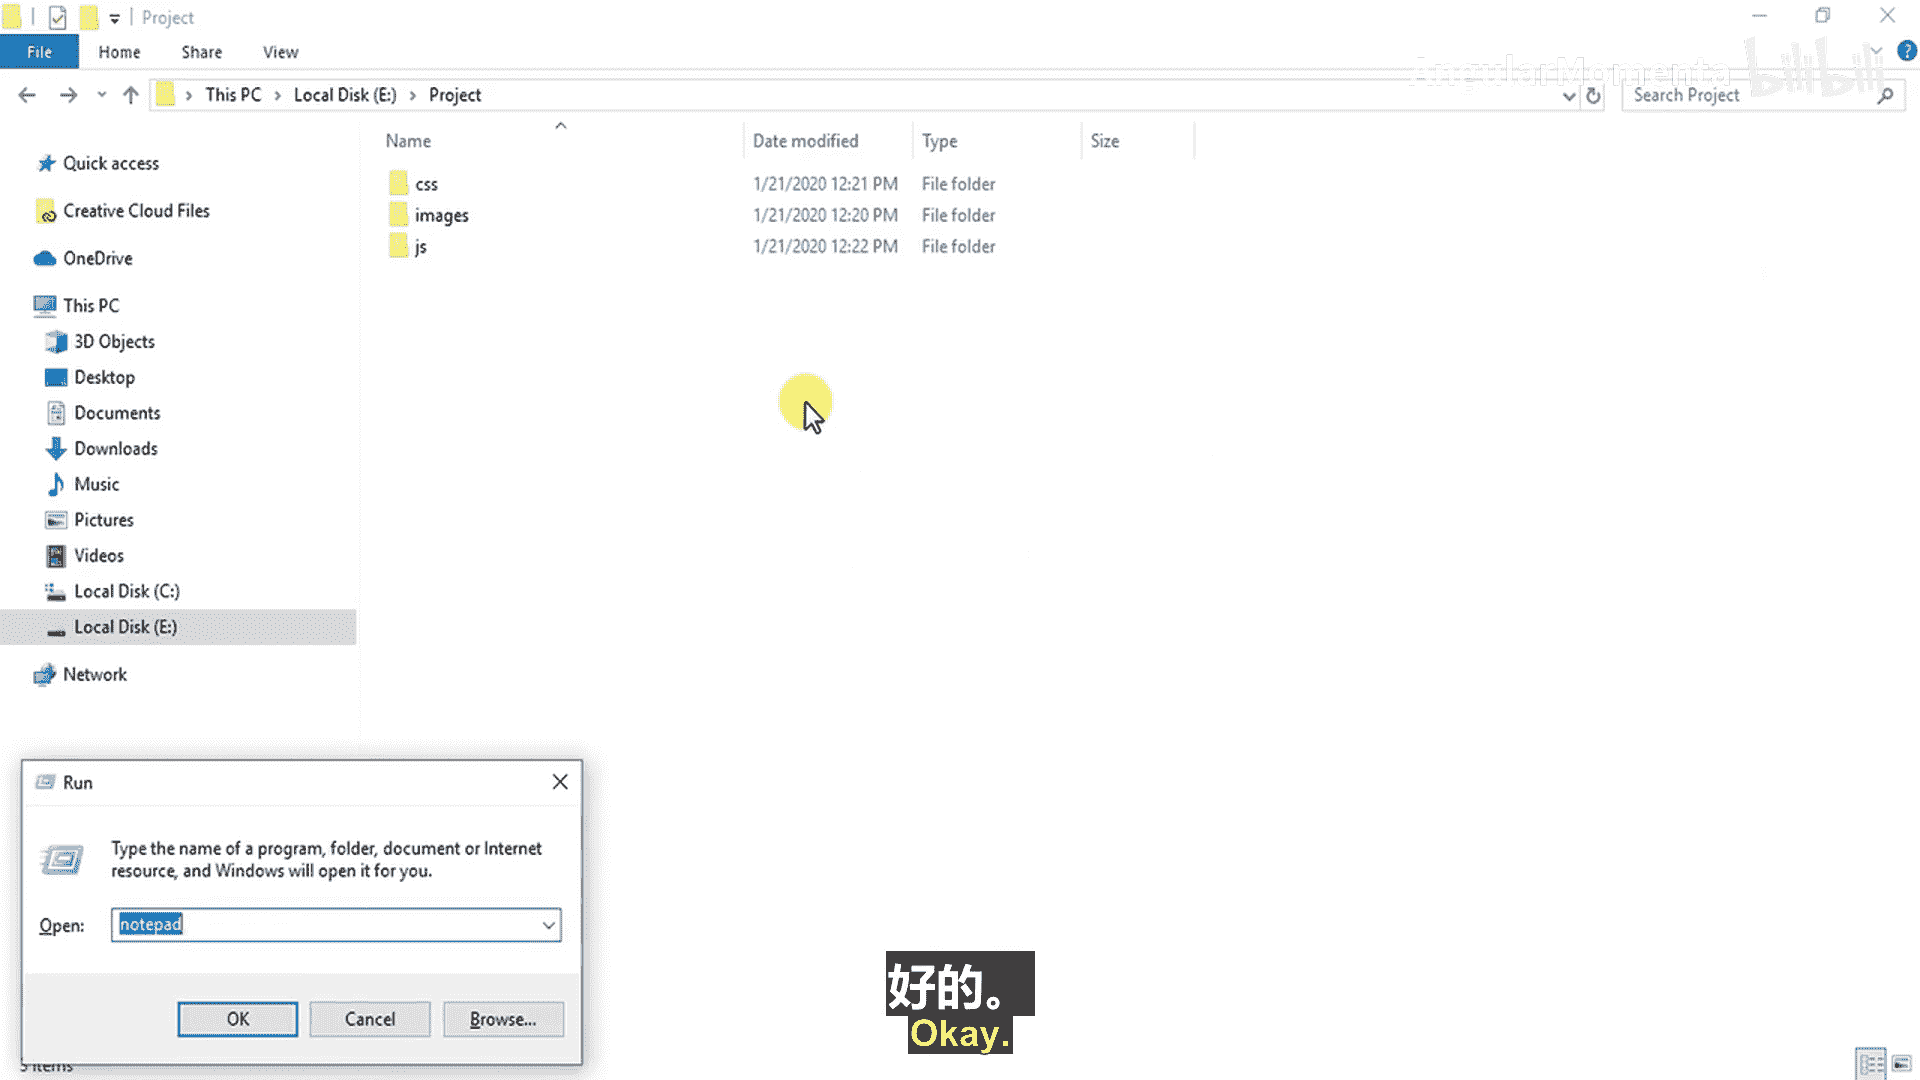 Project
File Home Share View
AngularMomenta bilibili
This PC > Local Disk (E:) > Project
Search Project
Name Date modified Type Size
Quick access
Creative Cloud Files
OneDrive
This PC
3D Objects
Desktop
Documents
Downloads
Music
Pictures
Videos
Local Disk (C:)
Local Disk (E:)
Network
css 1/21/2020 12:21 PM File folder
images 1/21/2020 12:20 PM File folder
js 1/21/2020 12:22 PM File folder
Run
Type the name of a program, folder, document or Internet
resource, and Windows will open it for you.
Open: notepad
OK Cancel Browse...
items
好的。
Okay.